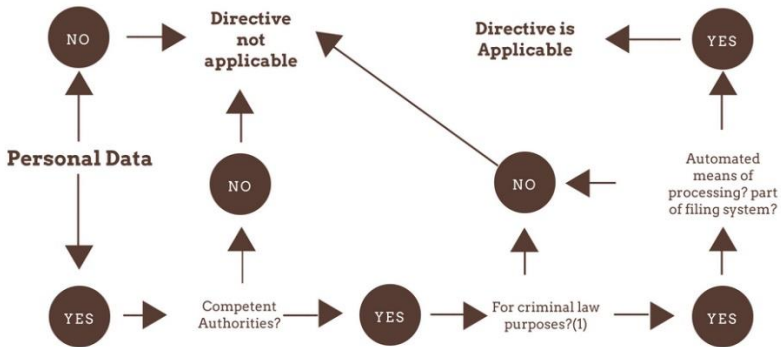 NO
Directive
not
applicable
Directive is
Applicable
YES
Personal Data
NO
NO
Automated
means of
processing? part
of filing system?
YES
Competent
Authorities?
YES
For criminal law
purposes?(1)
YES